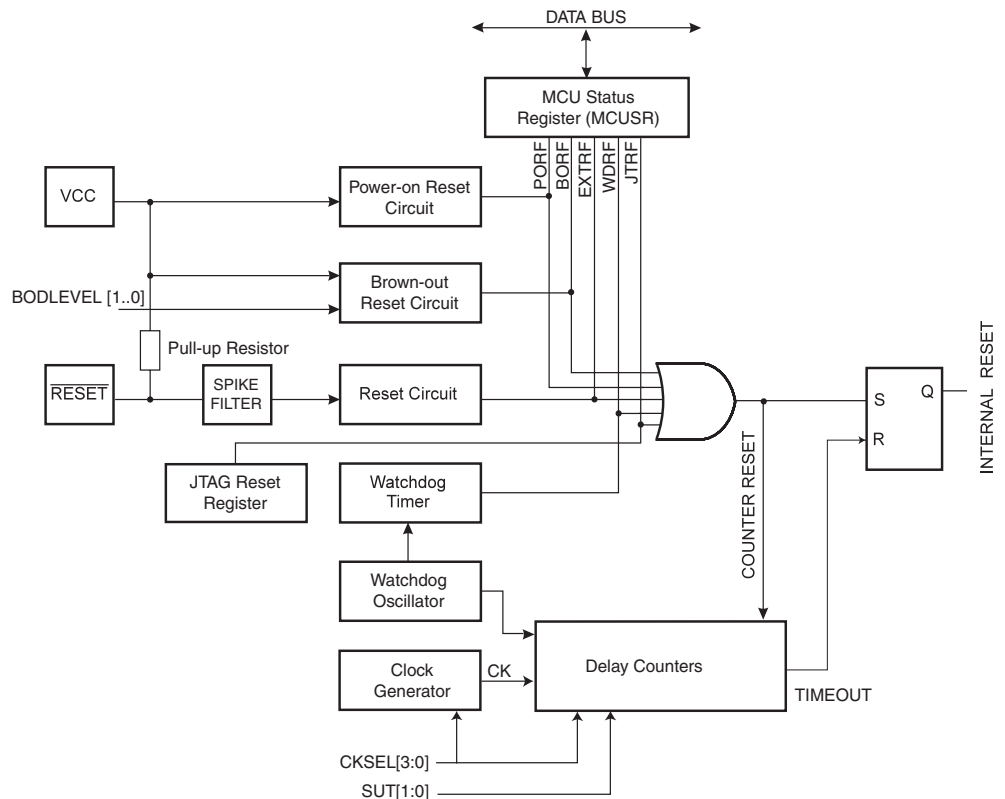 DATA BUS
MCU Status
Register (MCUSR)
PORF
BORF
EXTRF
WDRF
JTRF
VCC
Power-on Reset
Circuit
BODLEVEL [1..0]
Brown-out
Reset Circuit
Pull-up Resistor
RESET
SPIKE
FILTER
Reset Circuit
S
Q
R
INTERNAL RESET
JTAG Reset
Register
Watchdog
Timer
COUNTER RESET
Watchdog
Oscillator
Clock
Generator
CK
Delay Counters
TIMEOUT
CKSEL[3:0]
SUT[1:0]